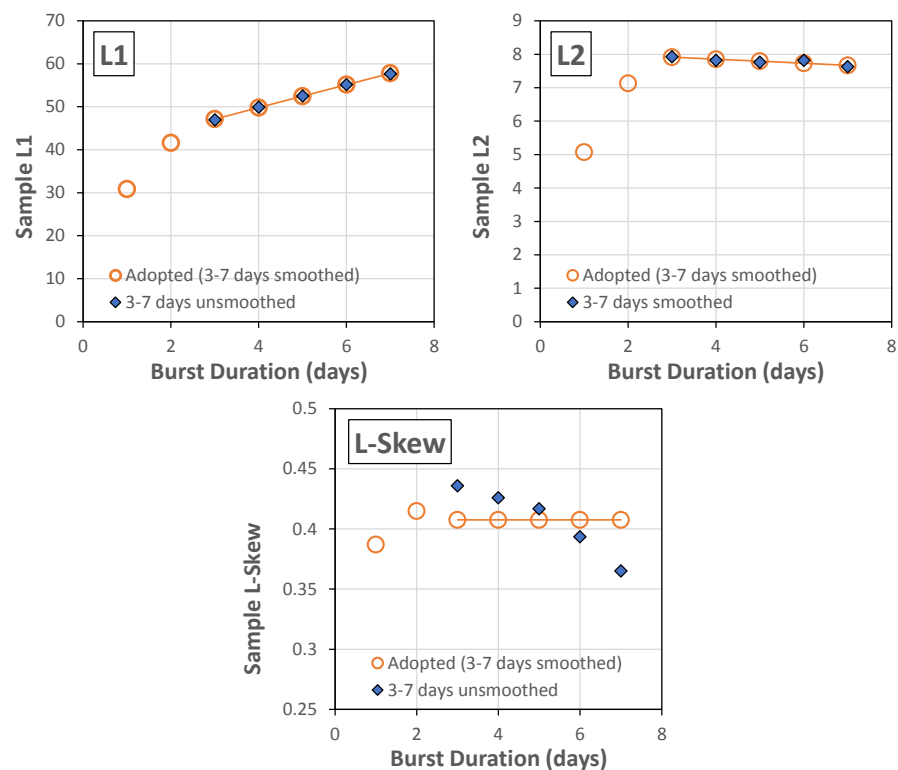 L1
70
60
50
40
30
20
10
0
Sample L1
Adopted (3-7 days smoothed)
3-7 days unsmoothed
0 2 4 6 8
Burst Duration (days)
L2
9
8
7
6
5
4
3
2
1
0
Sample L2
Adopted (3-7 days smoothed)
3-7 days smoothed
0 2 4 6 8
Burst Duration (days)
L-Skew
0.5
0.45
0.4
0.35
0.3
0.25
Sample L-Skew
Adopted (3-7 days smoothed)
3-7 days unsmoothed
0 2 4 6 8
Burst Duration (days)